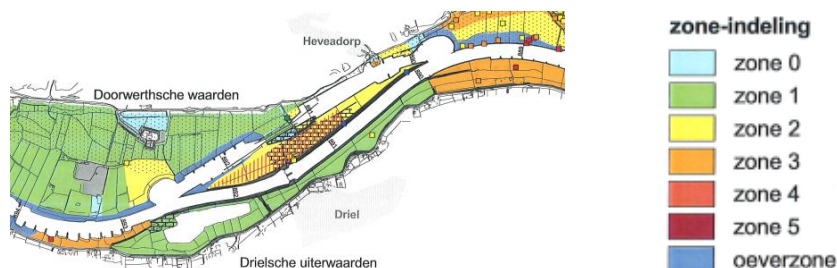 Heveadorp
Doorwerthsche waarden
Driel
Drielsche uiterwaarden
zone-indeling
zone 0
zone 1
zone 2
zone 3
zone 4
zone 5
oeverzone